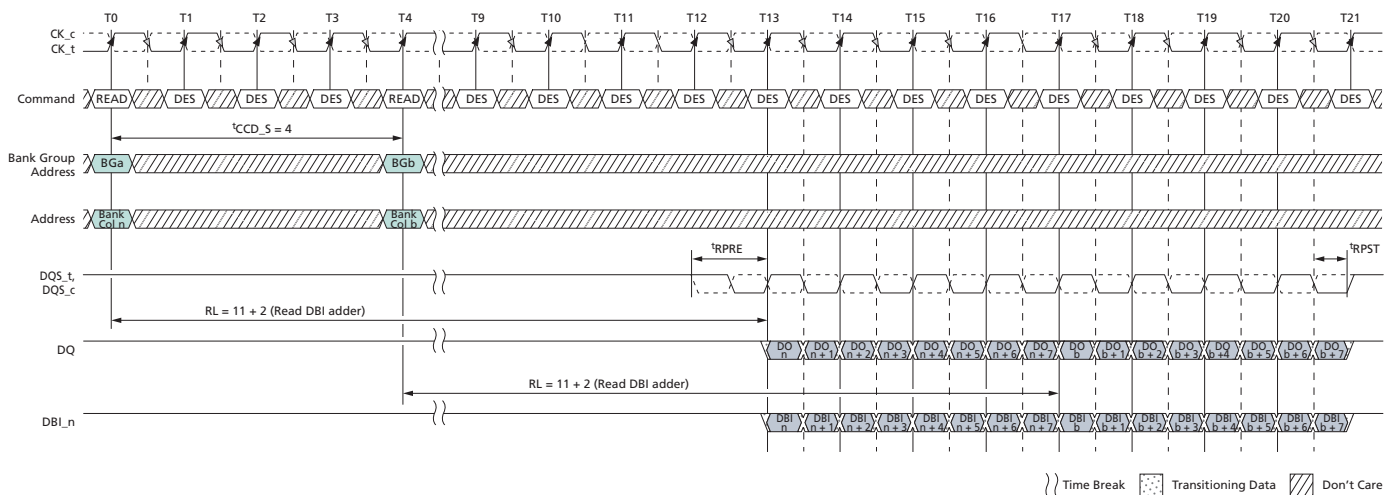 T0 T1 T2 T3 T4 T9 T10 T11 T12 T13 T14 T15 T16 T17 T18 T19 T20 T21
CK_c
CK_t
Command READ DES DES DES READ DES DES DES DES DES DES DES DES DES DES DES DES DES
tCCD_S = 4
Bank Group
Address
BGa BGb
Address
Bank
Col n
Bank
Col b
tRPRE tRPST
DQS_t,
DQS_c
RL = 11 + 2 (Read DBI adder)
DQ
DO
n
DO
n + 1
DO
n + 2
DO
n + 3
DO
n + 4
DO
n + 5
DO
n + 6
DO
n + 7
DO
b
DO
b + 1
DO
b + 2
DO
b + 3
DO
b +4
DO
b + 5
DO
b + 6
DO
b + 7
RL = 11 + 2 (Read DBI adder)
DBI_n
DBI
n
DBI
n + 1
DBI
n + 2
DBI
n + 3
DBI
n + 4
DBI
n + 5
DBI
n + 6
DBI
n + 7
DBI
b
DBI
b + 1
DBI
b + 2
DBI
b + 3
DBI
b + 4
DBI
b + 5
DBI
b + 6
DBI
b + 7
Time Break Transitioning Data Don't Care